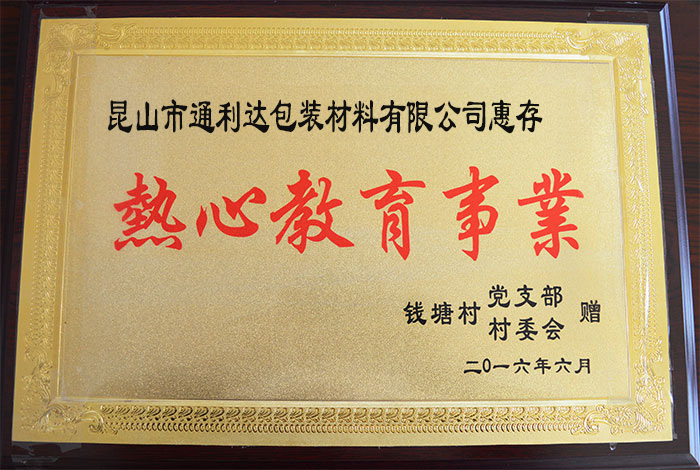 昆山市通利达包装材料有限公司惠存
熱心教育事業
钱塘村党支部村委会赠
二0一六年六月